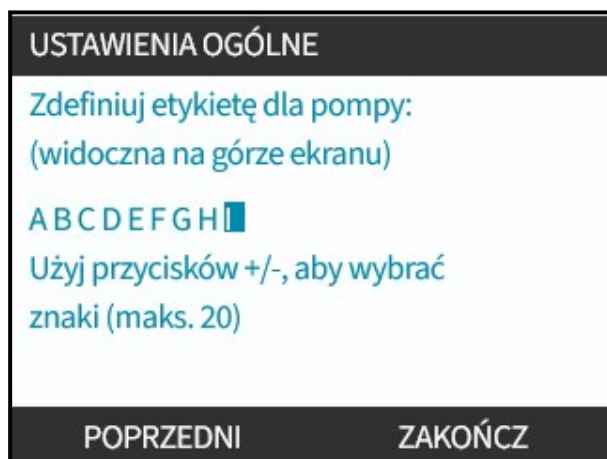 USTAWIENIA OGÓLNE
Zdefiniuj etykietę dla pompy:
(widoczna na górze ekranu)
A B C D E F G H I
Użyj przycisków +/-, aby wybrać
znaki (maks. 20)
POPRZEDNI ZAKOŃCZ